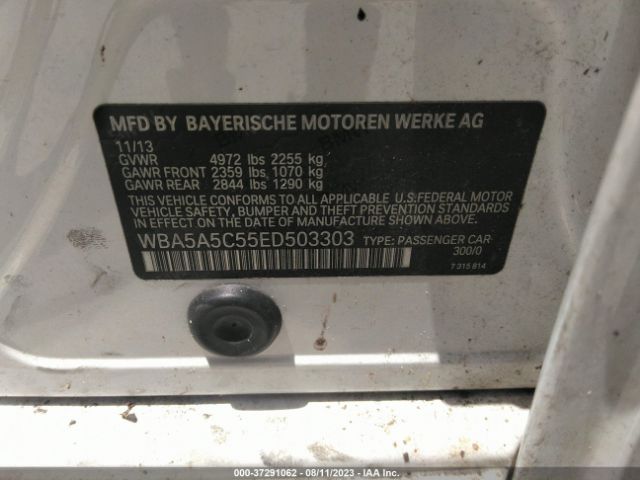 MFD BY BAYERISCHE MOTOREN WERKE AG
11/13
GVWR 4972 lbs 2255 kg
GAWR FRONT 2359 lbs, 1070 kg
GAWR REAR 2844 lbs 1290 kg
THIS VEHICLE CONFORMS TO ALL APPLICABLE U.S.FEDERAL MOTOR
VEHICLE SAFETY, BUMPER AND THEFT PREVENTION STANDARDS
IN EFFECT ON THE DATE OF MANUFACTURE SHOWN ABOVE.
WBA5A5C55ED503303 TYPE: PASSENGER CAR
300/0
7 315 814
000-37291062 - 08/11/2023 - IAA Inc.